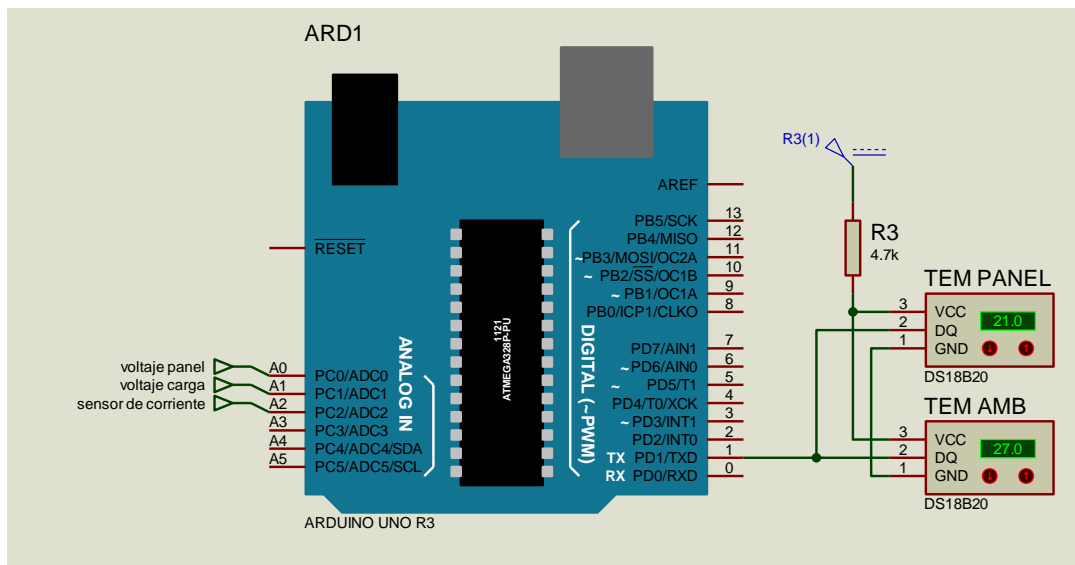 ARD1
R3(1)
AREF
13
PB5/SCK
12
PB4/MISO
RESET
11
~PB3/MOSI/OC2A
10
~ PB2/SS/OC1B
9
~ PB1/OC1A
8
PB0/ICP1/CLKO
R3
4.7k
TEM PANEL
3 VCC
21.0
2 DQ
1 GND
DS18B20
1121
ATMEGA328P-PU
ANALOG IN
DIGITAL (~PWM)
7
PD7/AIN1
6
~PD6/AIN0
5
~ PD5/T1
4
PD4/T0/XCK
3
~PD3/INT1
2
PD2/INT0
1
TX PD1/TXD
0
RX PD0/RXD
voltaje panel A0 PC0/ADC0
voltaje carga A1 PC1/ADC1
sensor de corriente A2 PC2/ADC2
A3 PC3/ADC3
A4 PC4/ADC4/SDA
A5 PC5/ADC5/SCL
TEM AMB
3 VCC
27.0
2 DQ
1 GND
DS18B20
ARDUINO UNO R3